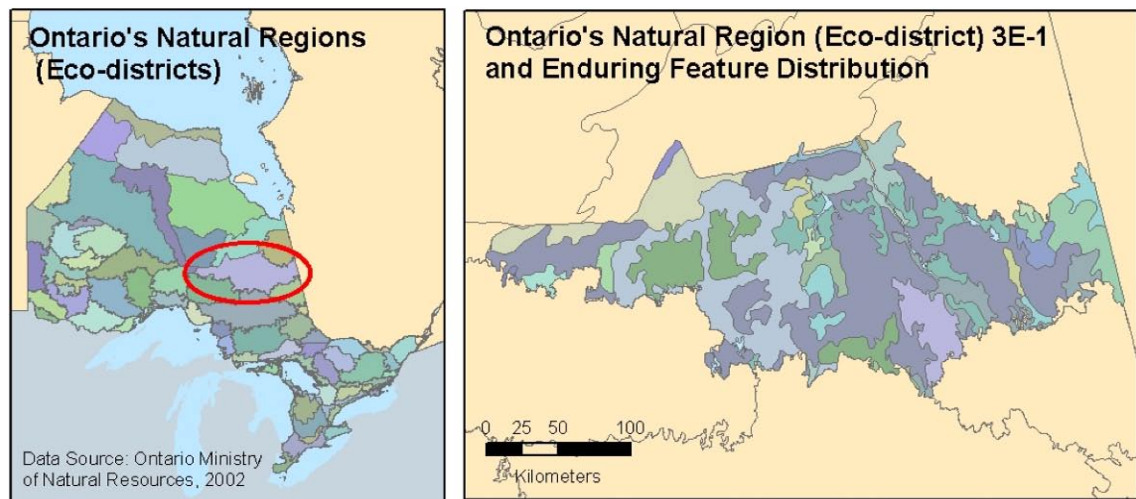 Ontario's Natural Regions
(Eco-districts)
Data Source: Ontario Ministry
of Natural Resources, 2002
Ontario's Natural Region (Eco-district) 3E-1
and Enduring Feature Distribution
0 25 50 100
Kilometers